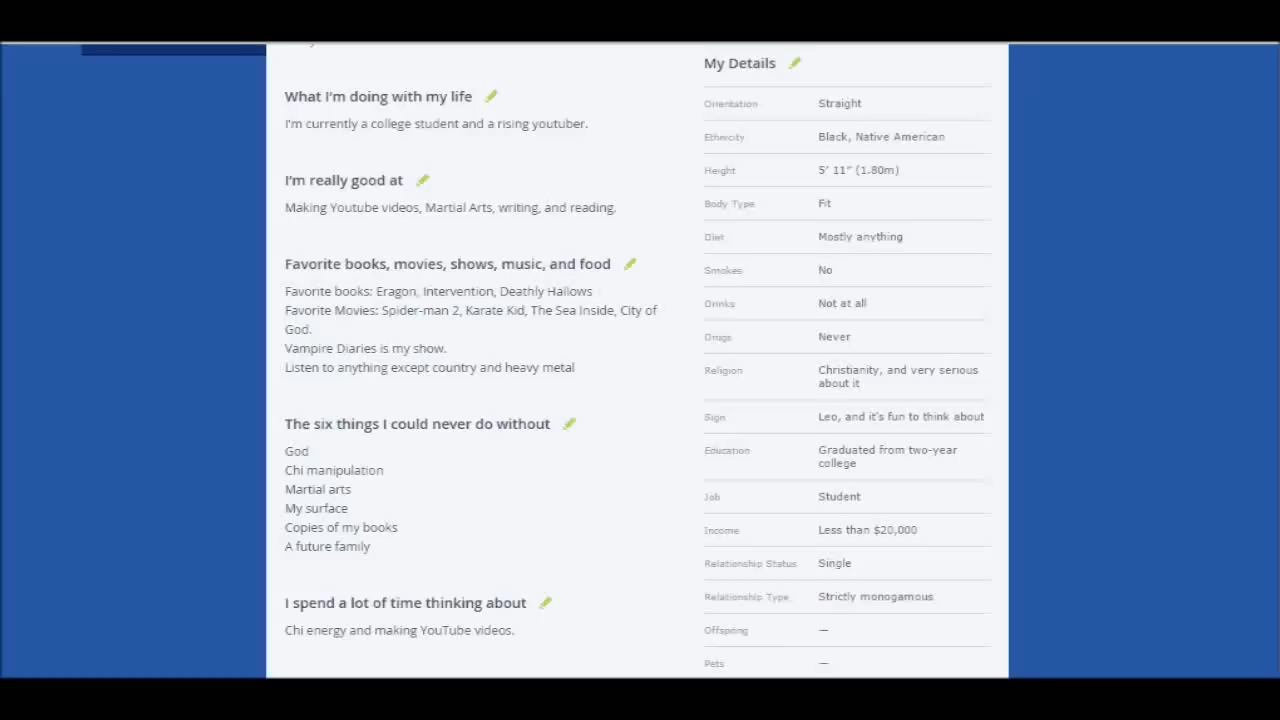 What I'm doing with my life
I'm currently a college student and a rising youtuber.
I'm really good at
Making Youtube videos, Martial Arts, writing, and reading.
Favorite books, movies, shows, music, and food
Favorite books: Eragon, Intervention, Deathly Hallows
Favorite Movies: Spider-man 2, Karate Kid, The Sea Inside, City of
God.
Vampire Diaries is my show.
Listen to anything except country and heavy metal
The six things I could never do without
God
Chi manipulation
Martial arts
My surface
Copies of my books
A future family
I spend a lot of time thinking about
Chi energy and making YouTube videos.
My Details
Orientation Straight
Ethnicity Black, Native American
Height 5' 11" (1.80m)
Body Type Fit
Diet Mostly anything
Smokes No
Drinks Not at all
Drugs Never
Religion Christianity, and very serious
about it
Sign Leo, and it's fun to think about
Education Graduated from two-year
college
Job Student
Income Less than $20,000
Relationship Status Single
Relationship Type Strictly monogamous
Offspring —
Pets —